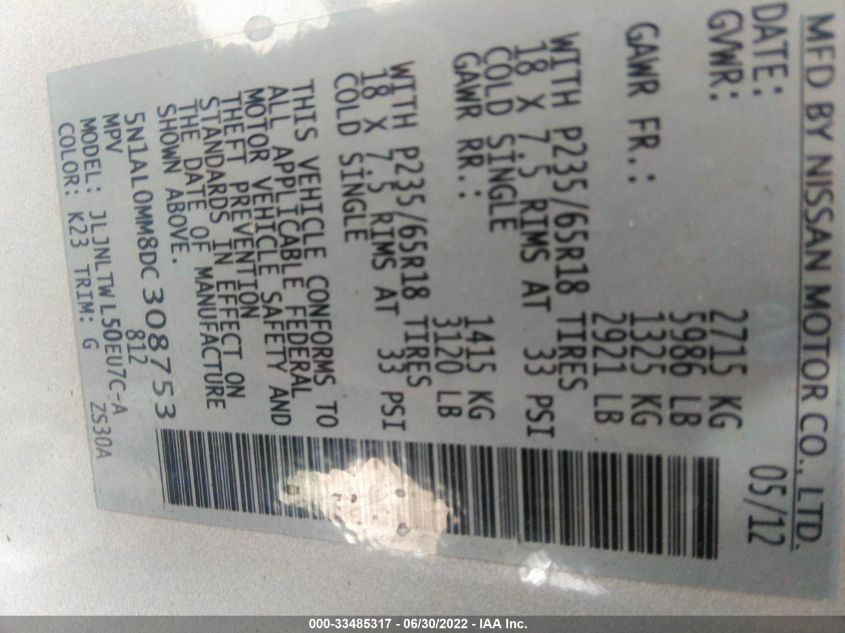 MFD BY NISSAN MOTOR CO., LTD.
DATE: 05/12
GVWR: 2715 KG
5986 LB
GAWR FR.: 1325 KG
2921 LB
WITH P235/65R18 TIRES
18 X 7.5 RIMS AT 33 PSI
COLD SINGLE
GAWR RR.: 1415 KG
3120 LB
WITH P235/65R18 TIRES
18 X 7.5 RIMS AT 33 PSI
COLD SINGLE
THIS VEHICLE CONFORMS TO
ALL APPLICABLE FEDERAL
MOTOR VEHICLE SAFETY AND
THEFT PREVENTION
STANDARDS IN EFFECT ON
THE DATE OF MANUFACTURE
SHOWN ABOVE.
5N1AL0MM8DC308753
MPV 812
MODEL: JLJNLTWL50EU7C-A
COLOR: K23 TRIM: G ZS30A
000-33485317 - 06/30/2022 - IAA Inc.